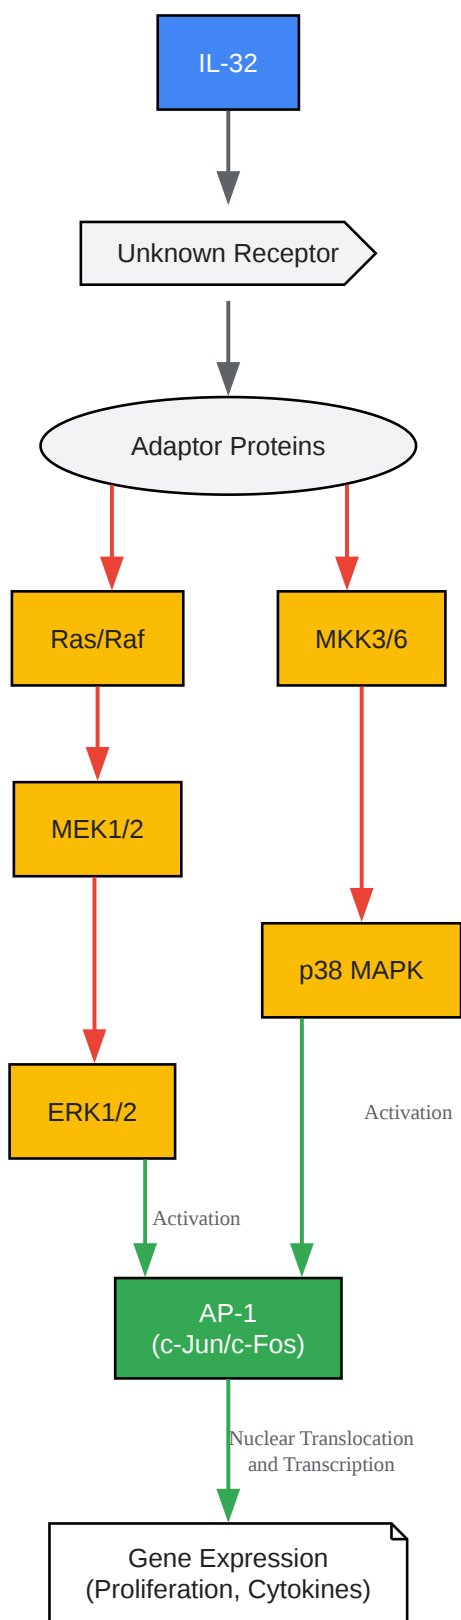 IL-32
Unknown Receptor
Adaptor Proteins
Ras/Raf
MKK3/6
MEK1/2
p38 MAPK
ERK1/2
Activation
Activation
AP-1
(c-Jun/c-Fos)
Nuclear Translocation
and Transcription
Gene Expression
(Proliferation, Cytokines)